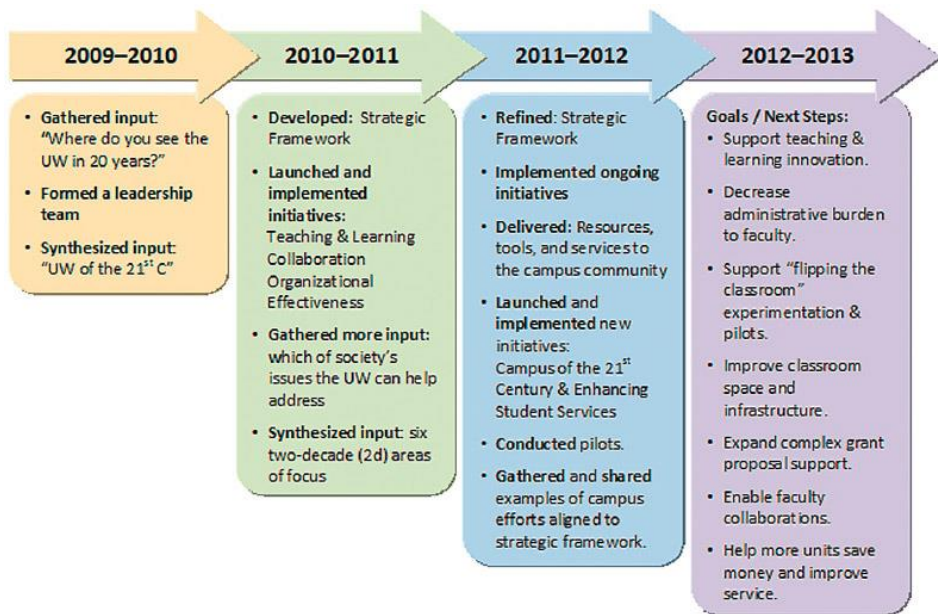 2009–2010
• Gathered input:
“Where do you see the
UW in 20 years?”
• Formed a leadership
team
• Synthesized input:
“UW of the 21st C”
2010–2011
• Developed: Strategic
Framework
• Launched and
implemented
initiatives:
Teaching & Learning
Collaboration
Organizational
Effectiveness
• Gathered more input:
which of society’s
issues the UW can help
address
• Synthesized input: six
two-decade (2d) areas
of focus
2011–2012
• Refined: Strategic
Framework
• Implemented ongoing
initiatives
• Delivered: Resources,
tools, and services to
the campus community
• Launched and
implemented new
initiatives:
Campus of the 21st
Century & Enhancing
Student Services
• Conducted pilots.
• Gathered and shared
examples of campus
efforts aligned to
strategic framework.
2012–2013
Goals / Next Steps:
• Support teaching &
learning innovation.
• Decrease
administrative burden
to faculty.
• Support “flipping the
classroom”
experimentation &
pilots.
• Improve classroom
space and
infrastructure.
• Expand complex grant
proposal support.
• Enable faculty
collaborations.
• Help more units save
money and improve
service.